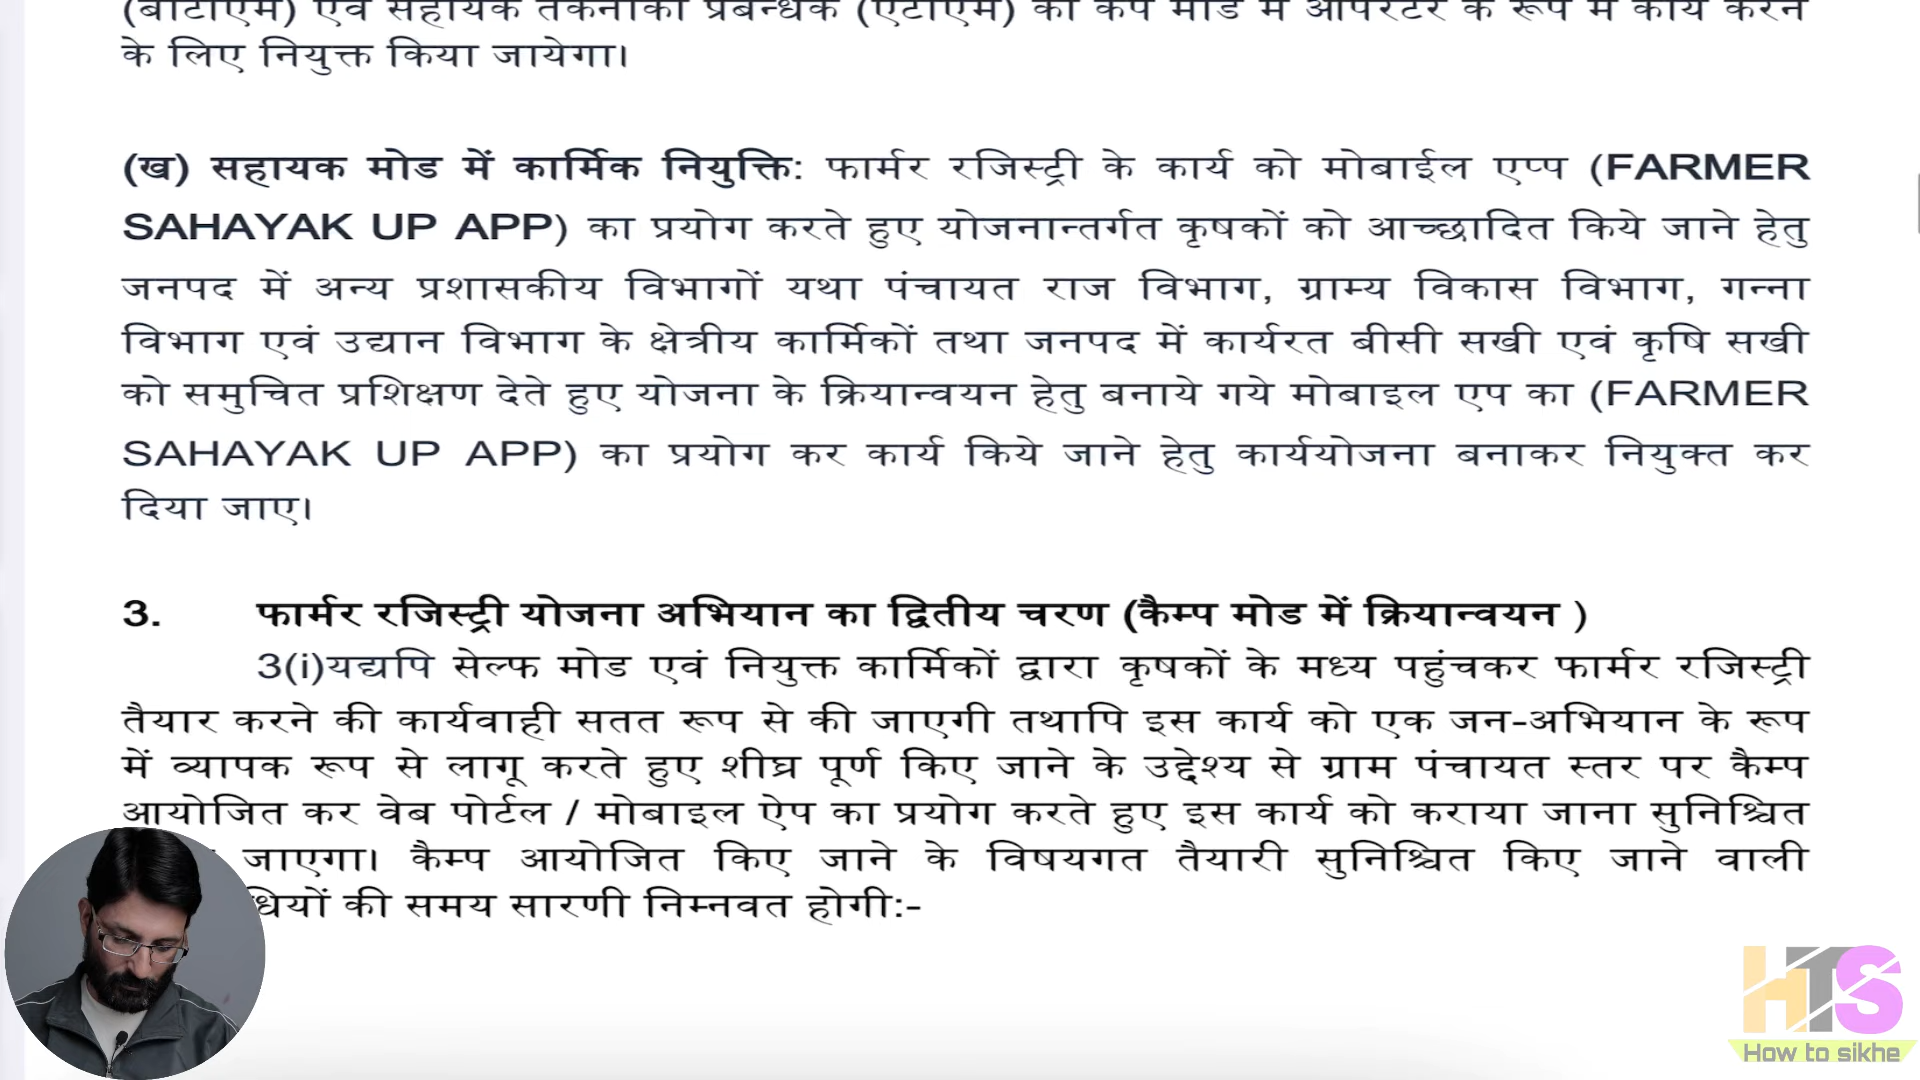 (बीटीएम) एवं सहायक तकनीकी प्रबन्धक (एटीएम) को कैंप मोड में ऑपरेटर के रूप में कार्य करने
के लिए नियुक्त किया जायेगा।
(ख) सहायक मोड में कार्मिक नियुक्ति: फार्मर रजिस्ट्री के कार्य को मोबाईल एप्प (FARMER
SAHAYAK UP APP) का प्रयोग करते हुए योजनान्तर्गत कृषकों को आच्छादित किये जाने हेतु
जनपद में अन्य प्रशासकीय विभागों यथा पंचायत राज विभाग, ग्राम्य विकास विभाग, गन्ना
विभाग एवं उद्यान विभाग के क्षेत्रीय कार्मिकों तथा जनपद में कार्यरत बीसी सखी एवं कृषि सखी
को समुचित प्रशिक्षण देते हुए योजना के क्रियान्वयन हेतु बनाये गये मोबाइल एप का (FARMER
SAHAYAK UP APP) का प्रयोग कर कार्य किये जाने हेतु कार्ययोजना बनाकर नियुक्त कर
दिया जाए।
3. फार्मर रजिस्ट्री योजना अभियान का द्वितीय चरण (कैम्प मोड में क्रियान्वयन )
3(i)यद्यपि सेल्फ मोड एवं नियुक्त कार्मिकों द्वारा कृषकों के मध्य पहुंचकर फार्मर रजिस्ट्री
तैयार करने की कार्यवाही सतत रूप से की जाएगी तथापि इस कार्य को एक जन-अभियान के रूप
में व्यापक रूप से लागू करते हुए शीघ्र पूर्ण किए जाने के उद्देश्य से ग्राम पंचायत स्तर पर कैम्प
आयोजित कर वेब पोर्टल / मोबाइल ऐप का प्रयोग करते हुए इस कार्य को कराया जाना सुनिश्चित
जाएगा। कैम्प आयोजित किए जाने के विषयगत तैयारी सुनिश्चित किए जाने वाली
की समय सारणी निम्नवत होगी:-
HTS
How to sikhe